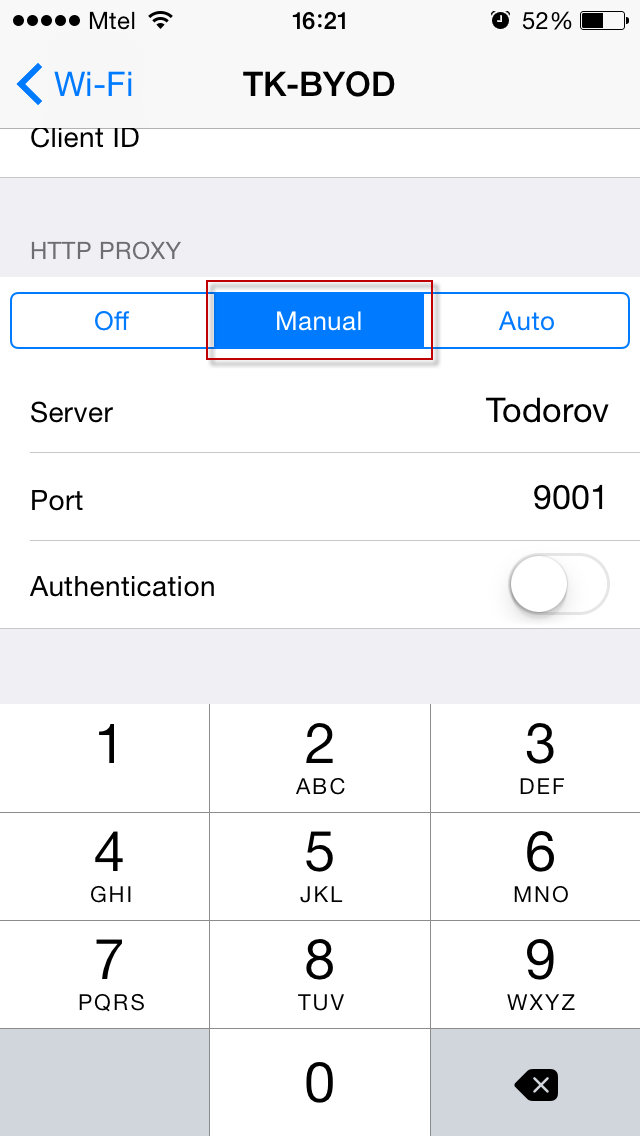 Mtel 16:21 52%
Wi-Fi TK-BYOD
Client ID
HTTP PROXY
Off Manual Auto
Server Todorov
Port 9001
Authentication
1 2 3
ABC DEF
4 5 6
GHI JKL MNO
7 8 9
PQRS TUV WXYZ
0